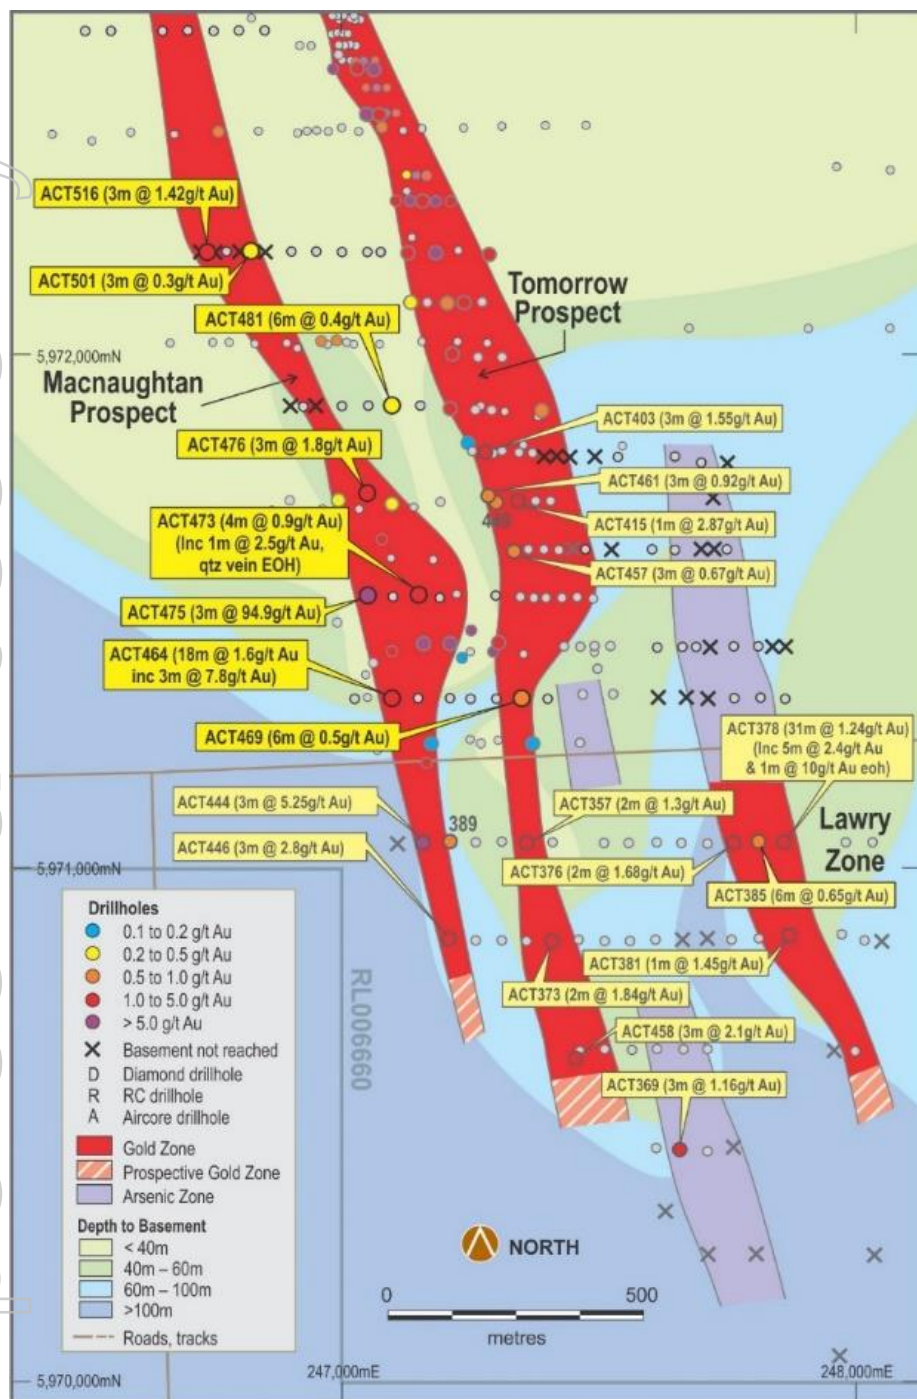 ACT516 (3m @ 1.42g/t Au)
ACT501 (3m @ 0.3g/t Au)
ACT481 (6m @ 0.4g/t Au)
Tomorrow
Prospect
5,972,000mN
Macnaughtan
Prospect
ACT403 (3m @ 1.55g/t Au)
ACT476 (3m @ 1.8g/t Au)
ACT461 (3m @ 0.92g/t Au)
ACT473 (4m @ 0.9g/t Au)
(Inc 1m @ 2.5g/t Au,
qtz vein EOH)
ACT415 (1m @ 2.87g/t Au)
ACT457 (3m @ 0.67g/t Au)
ACT475 (3m @ 94.9g/t Au)
ACT464 (18m @ 1.6g/t Au
inc 3m @ 7.8g/t Au)
ACT469 (6m @ 0.5g/t Au)
ACT378 (31m @ 1.24g/t Au)
(Inc 5m @ 2.4g/t Au
& 1m @ 10g/t Au eoh)
ACT444 (3m @ 5.25g/t Au)
389
ACT357 (2m @ 1.3g/t Au)
Lawry
Zone
ACT446 (3m @ 2.8g/t Au)
ACT376 (2m @ 1.68g/t Au)
5,971,000mN
ACT385 (6m @ 0.65g/t Au)
ACT381 (1m @ 1.45g/t Au)
ACT373 (2m @ 1.84g/t Au)
ACT458 (3m @ 2.1g/t Au)
ACT369 (3m @ 1.16g/t Au)
RL006660
Drillholes
0.1 to 0.2 g/t Au
0.2 to 0.5 g/t Au
0.5 to 1.0 g/t Au
1.0 to 5.0 g/t Au
> 5.0 g/t Au
Basement not reached
D Diamond drillhole
R RC drillhole
A Aircore drillhole
Gold Zone
Prospective Gold Zone
Arsenic Zone
Depth to Basement
< 40m
40m – 60m
60m – 100m
>100m
Roads, tracks
NORTH
0 500
metres
5,970,000mN
247,000mE
248,000mE